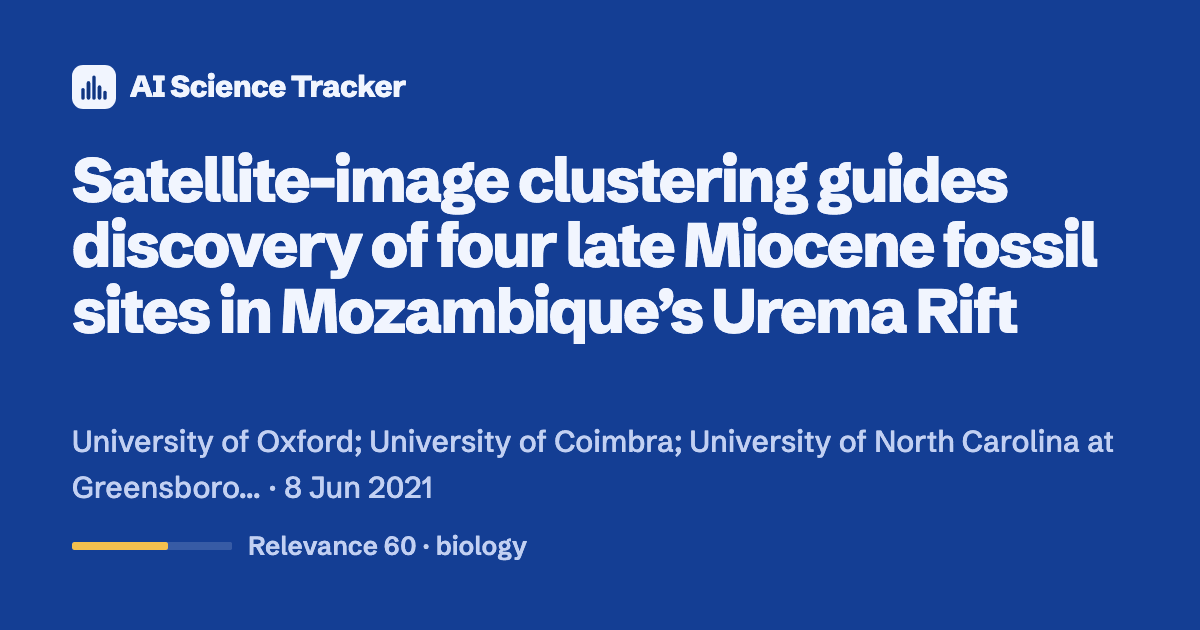 AI Science Tracker
Satellite-image clustering guides
discovery of four late Miocene fossil
sites in Mozambique’s Urema Rift
University of Oxford; University of Coimbra; University of North Carolina at
Greensboro… · 8 Jun 2021
Relevance 60 · biology